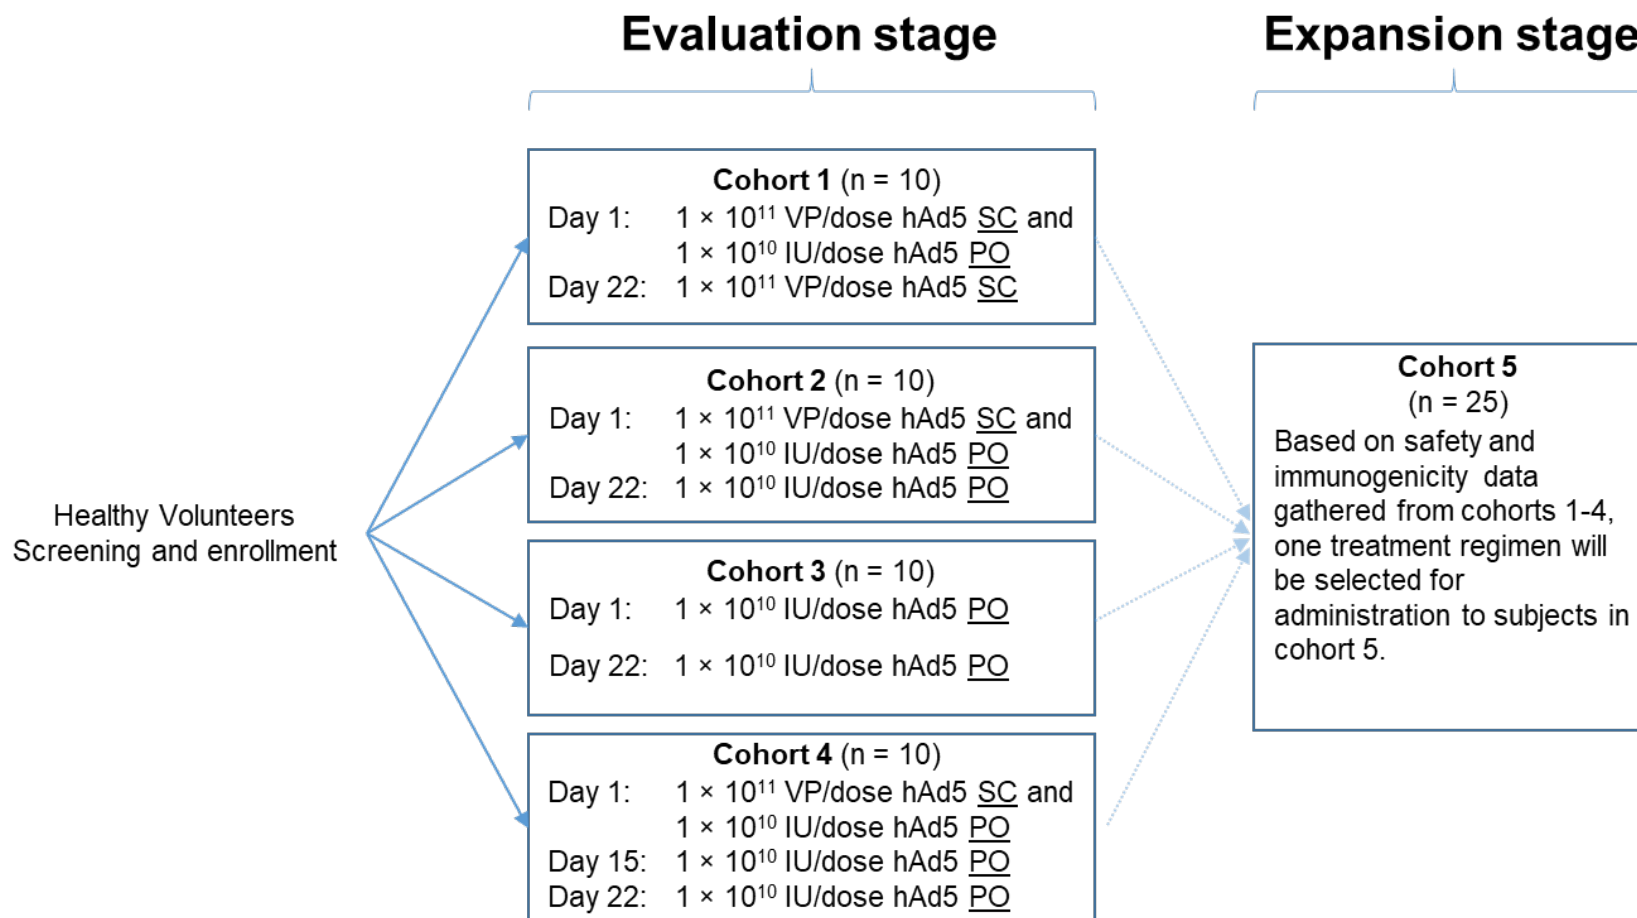 Evaluation stage
Expansion stage
Healthy Volunteers
Screening and enrollment
Cohort 1 (n = 10)
Day 1: 1 × 10¹¹ VP/dose hAd5 SC and
1 × 10¹⁰ IU/dose hAd5 PO
Day 22: 1 × 10¹¹ VP/dose hAd5 SC
Cohort 2 (n = 10)
Day 1: 1 × 10¹¹ VP/dose hAd5 SC and
1 × 10¹⁰ IU/dose hAd5 PO
Day 22: 1 × 10¹⁰ IU/dose hAd5 PO
Cohort 3 (n = 10)
Day 1: 1 × 10¹⁰ IU/dose hAd5 PO
Day 22: 1 × 10¹⁰ IU/dose hAd5 PO
Cohort 4 (n = 10)
Day 1: 1 × 10¹¹ VP/dose hAd5 SC and
1 × 10¹⁰ IU/dose hAd5 PO
Day 15: 1 × 10¹⁰ IU/dose hAd5 PO
Day 22: 1 × 10¹⁰ IU/dose hAd5 PO
Cohort 5
(n = 25)
Based on safety and
immunogenicity data
gathered from cohorts 1-4,
one treatment regimen will
be selected for
administration to subjects in
cohort 5.